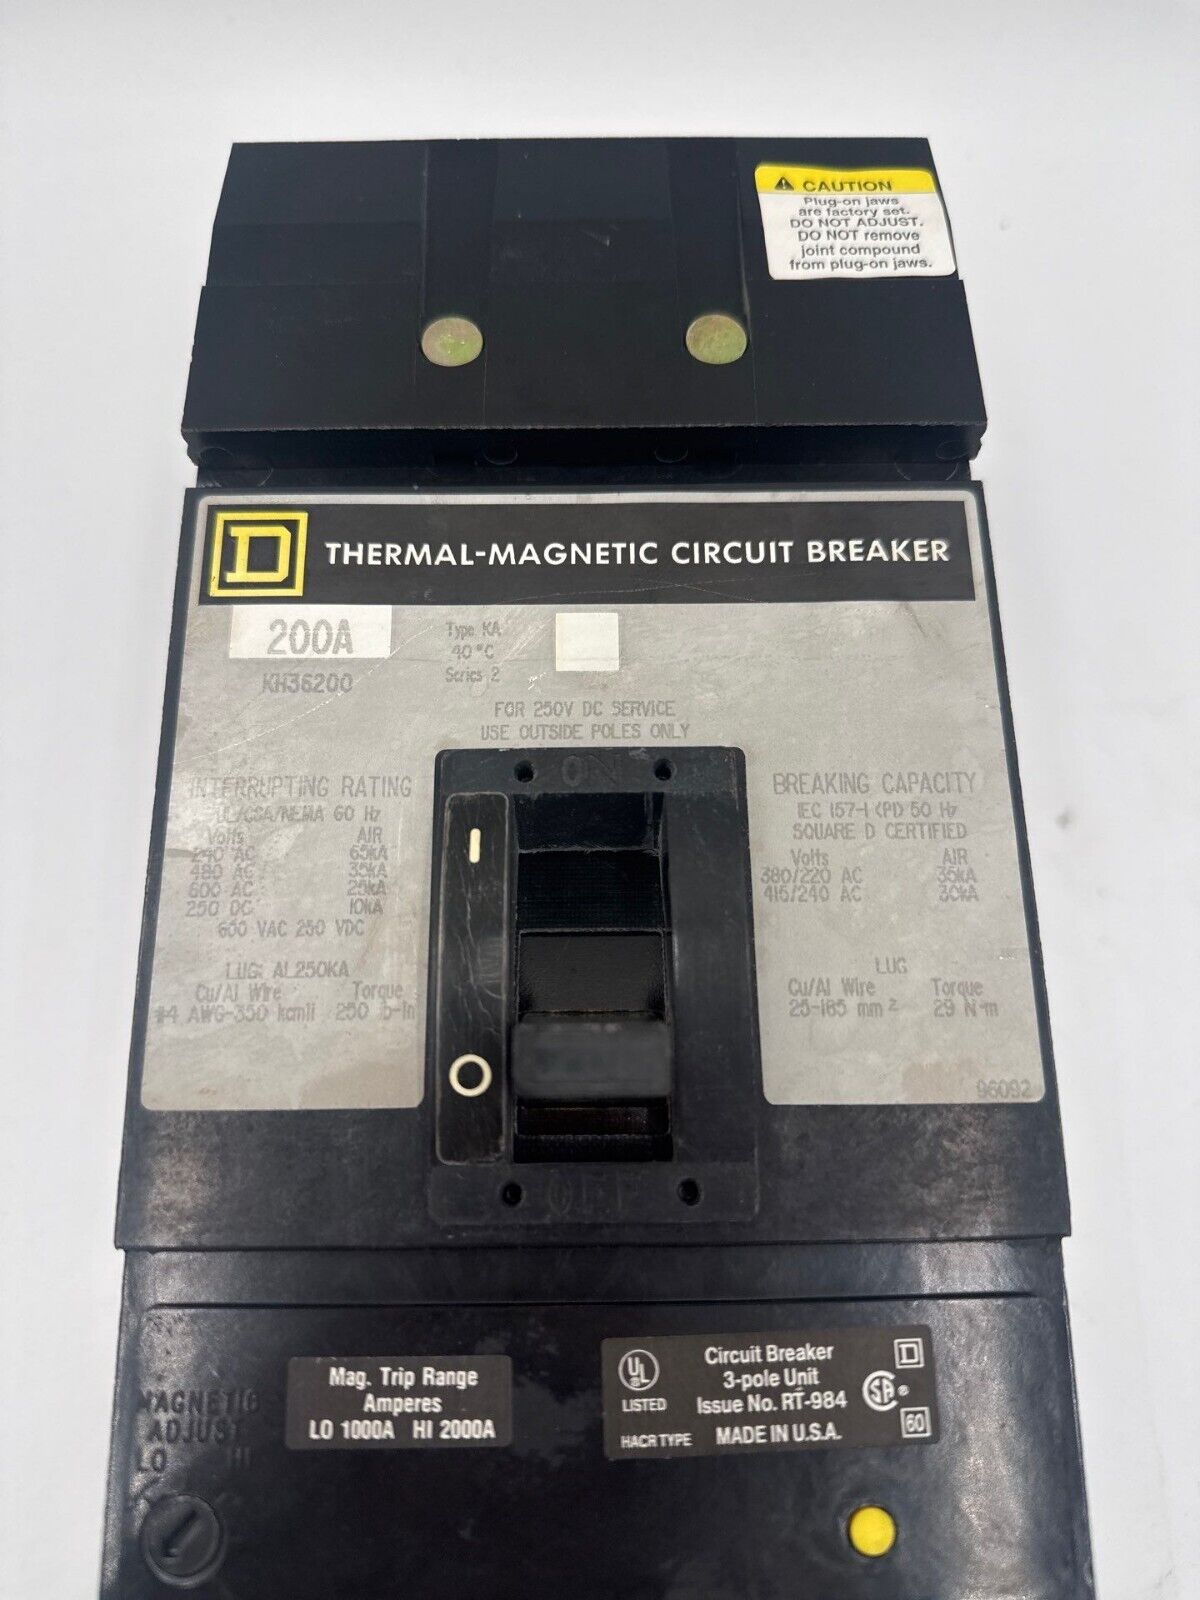 CAUTION
Plug-on jaws
are factory set.
DO NOT ADJUST.
DO NOT remove
joint compound
from plug-on jaws.
D THERMAL-MAGNETIC CIRCUIT BREAKER
200A
KH36200
Type KA
40°C
Series 2
FOR 250V DC SERVICE
USE OUTSIDE POLES ONLY
INTERRUPTING RATING
UL/CSA/NEMA 60 Hz
Volts AIR
240 AC 65kA
480 AC 35kA
600 AC 25kA
250 DC 10kA
600 VAC 250 VDC
LUG: AL250KA
Cu/Al Wire Torque
#4 AWG-350 kcmil 250 lb-in
ON
I
O
OFF
BREAKING CAPACITY
IEC 157-1 (P1) 50 Hz
SQUARE D CERTIFIED
Volts AIR
380/220 AC 35kA
415/240 AC 30kA
LUG
Cu/Al Wire Torque
25-185 mm² 29 N-m
96092
MAGNETIC
ADJUST
LO HI
Mag. Trip Range
Amperes
LO 1000A HI 2000A
UL
LISTED
HACR TYPE
Circuit Breaker
3-pole Unit
Issue No. RT-984
MADE IN U.S.A.
D
SA ®
60